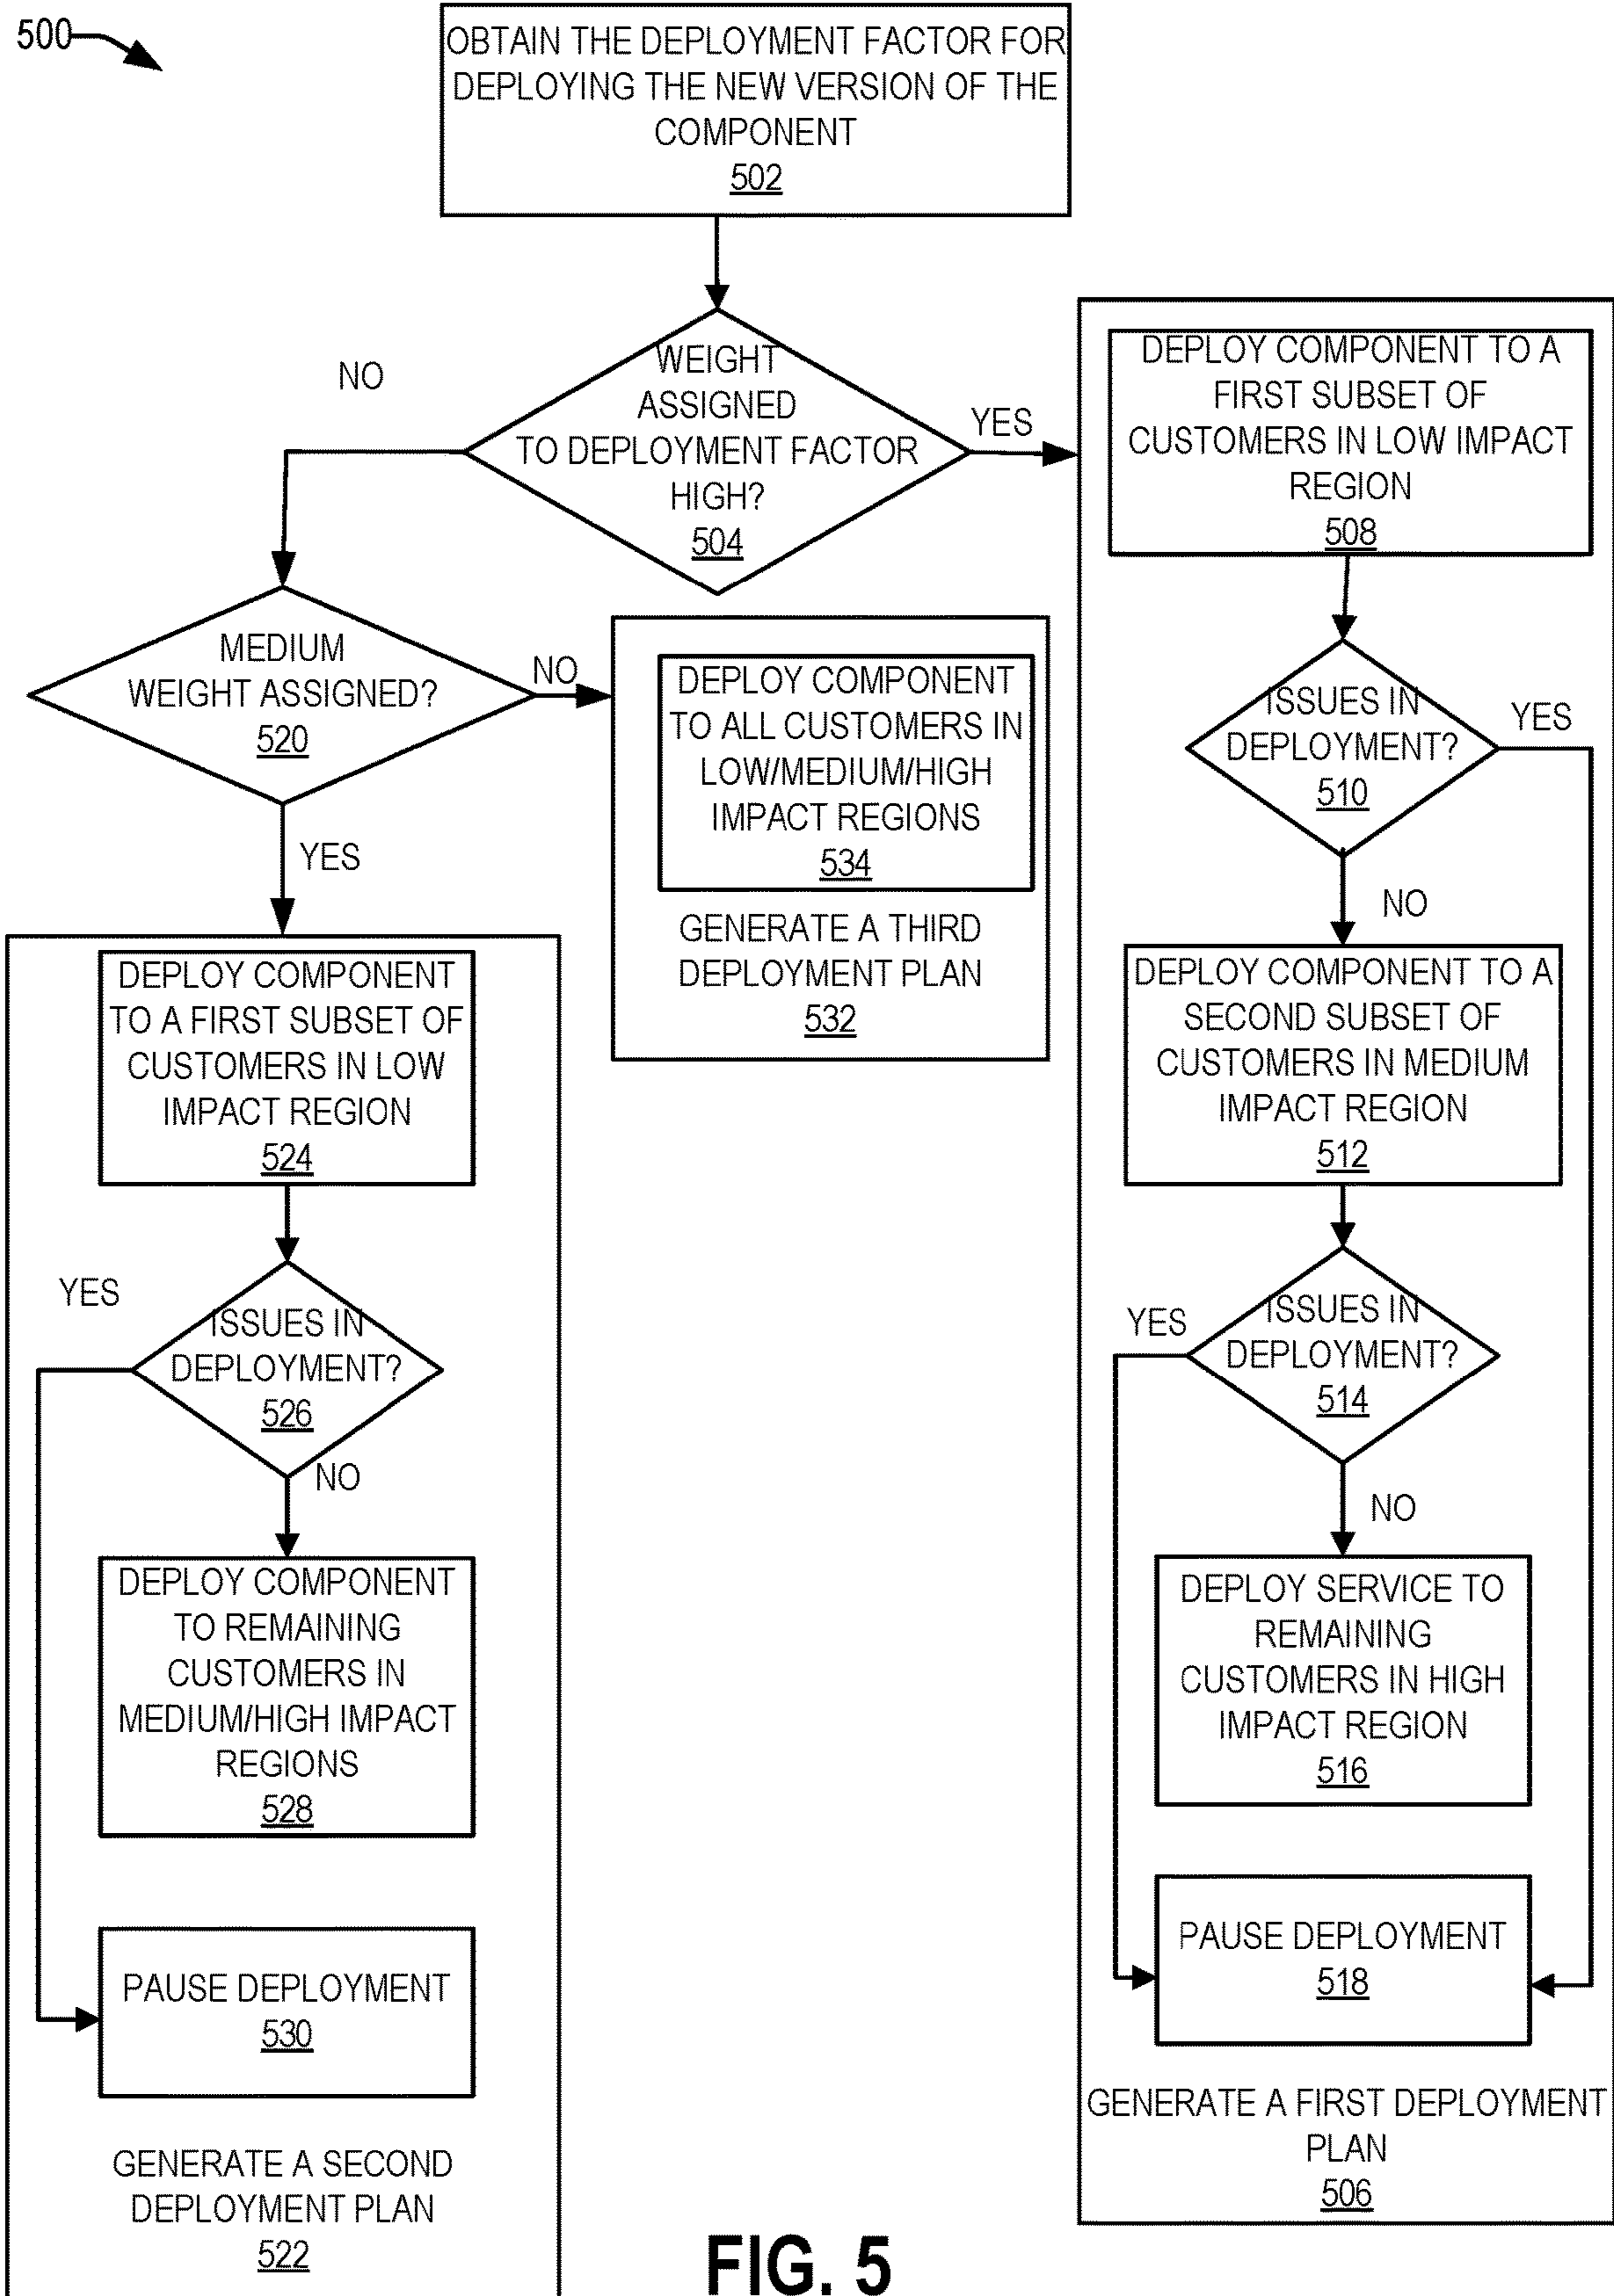 500
OBTAIN THE DEPLOYMENT FACTOR FOR
DEPLOYING THE NEW VERSION OF THE
COMPONENT
502
WEIGHT
ASSIGNED
TO DEPLOYMENT FACTOR
HIGH?
504
NO
YES
MEDIUM
WEIGHT ASSIGNED?
520
NO
YES
DEPLOY COMPONENT
TO ALL CUSTOMERS IN
LOW/MEDIUM/HIGH
IMPACT REGIONS
534
GENERATE A THIRD
DEPLOYMENT PLAN
532
DEPLOY COMPONENT
TO A FIRST SUBSET OF
CUSTOMERS IN LOW
IMPACT REGION
524
ISSUES IN
DEPLOYMENT?
526
YES
NO
DEPLOY COMPONENT
TO REMAINING
CUSTOMERS IN
MEDIUM/HIGH IMPACT
REGIONS
528
PAUSE DEPLOYMENT
530
GENERATE A SECOND
DEPLOYMENT PLAN
522
DEPLOY COMPONENT TO A
FIRST SUBSET OF
CUSTOMERS IN LOW IMPACT
REGION
508
ISSUES IN
DEPLOYMENT?
510
YES
NO
DEPLOY COMPONENT TO A
SECOND SUBSET OF
CUSTOMERS IN MEDIUM
IMPACT REGION
512
ISSUES IN
DEPLOYMENT?
514
YES
NO
DEPLOY SERVICE TO
REMAINING
CUSTOMERS IN HIGH
IMPACT REGION
516
PAUSE DEPLOYMENT
518
GENERATE A FIRST DEPLOYMENT
PLAN
506
FIG. 5